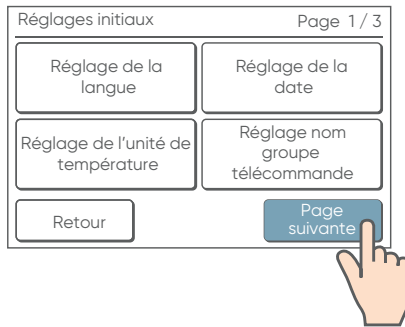 Réglages initiaux Page 1 / 3
Réglage de la
langue
Réglage de la
date
Réglage de l'unité de
température
Réglage nom
groupe
télécommande
Retour
Page
suivante